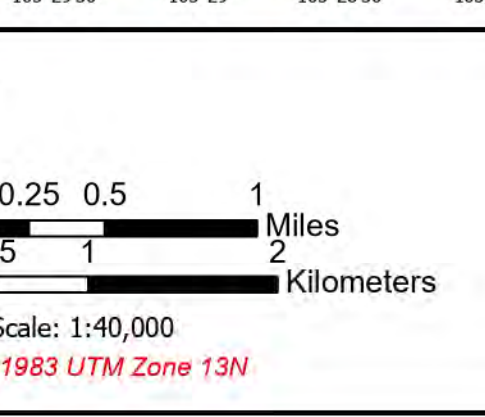 0.25 0.5 1
Miles
5 1 2
Kilometers
Scale: 1:40,000
1983 UTM Zone 13N